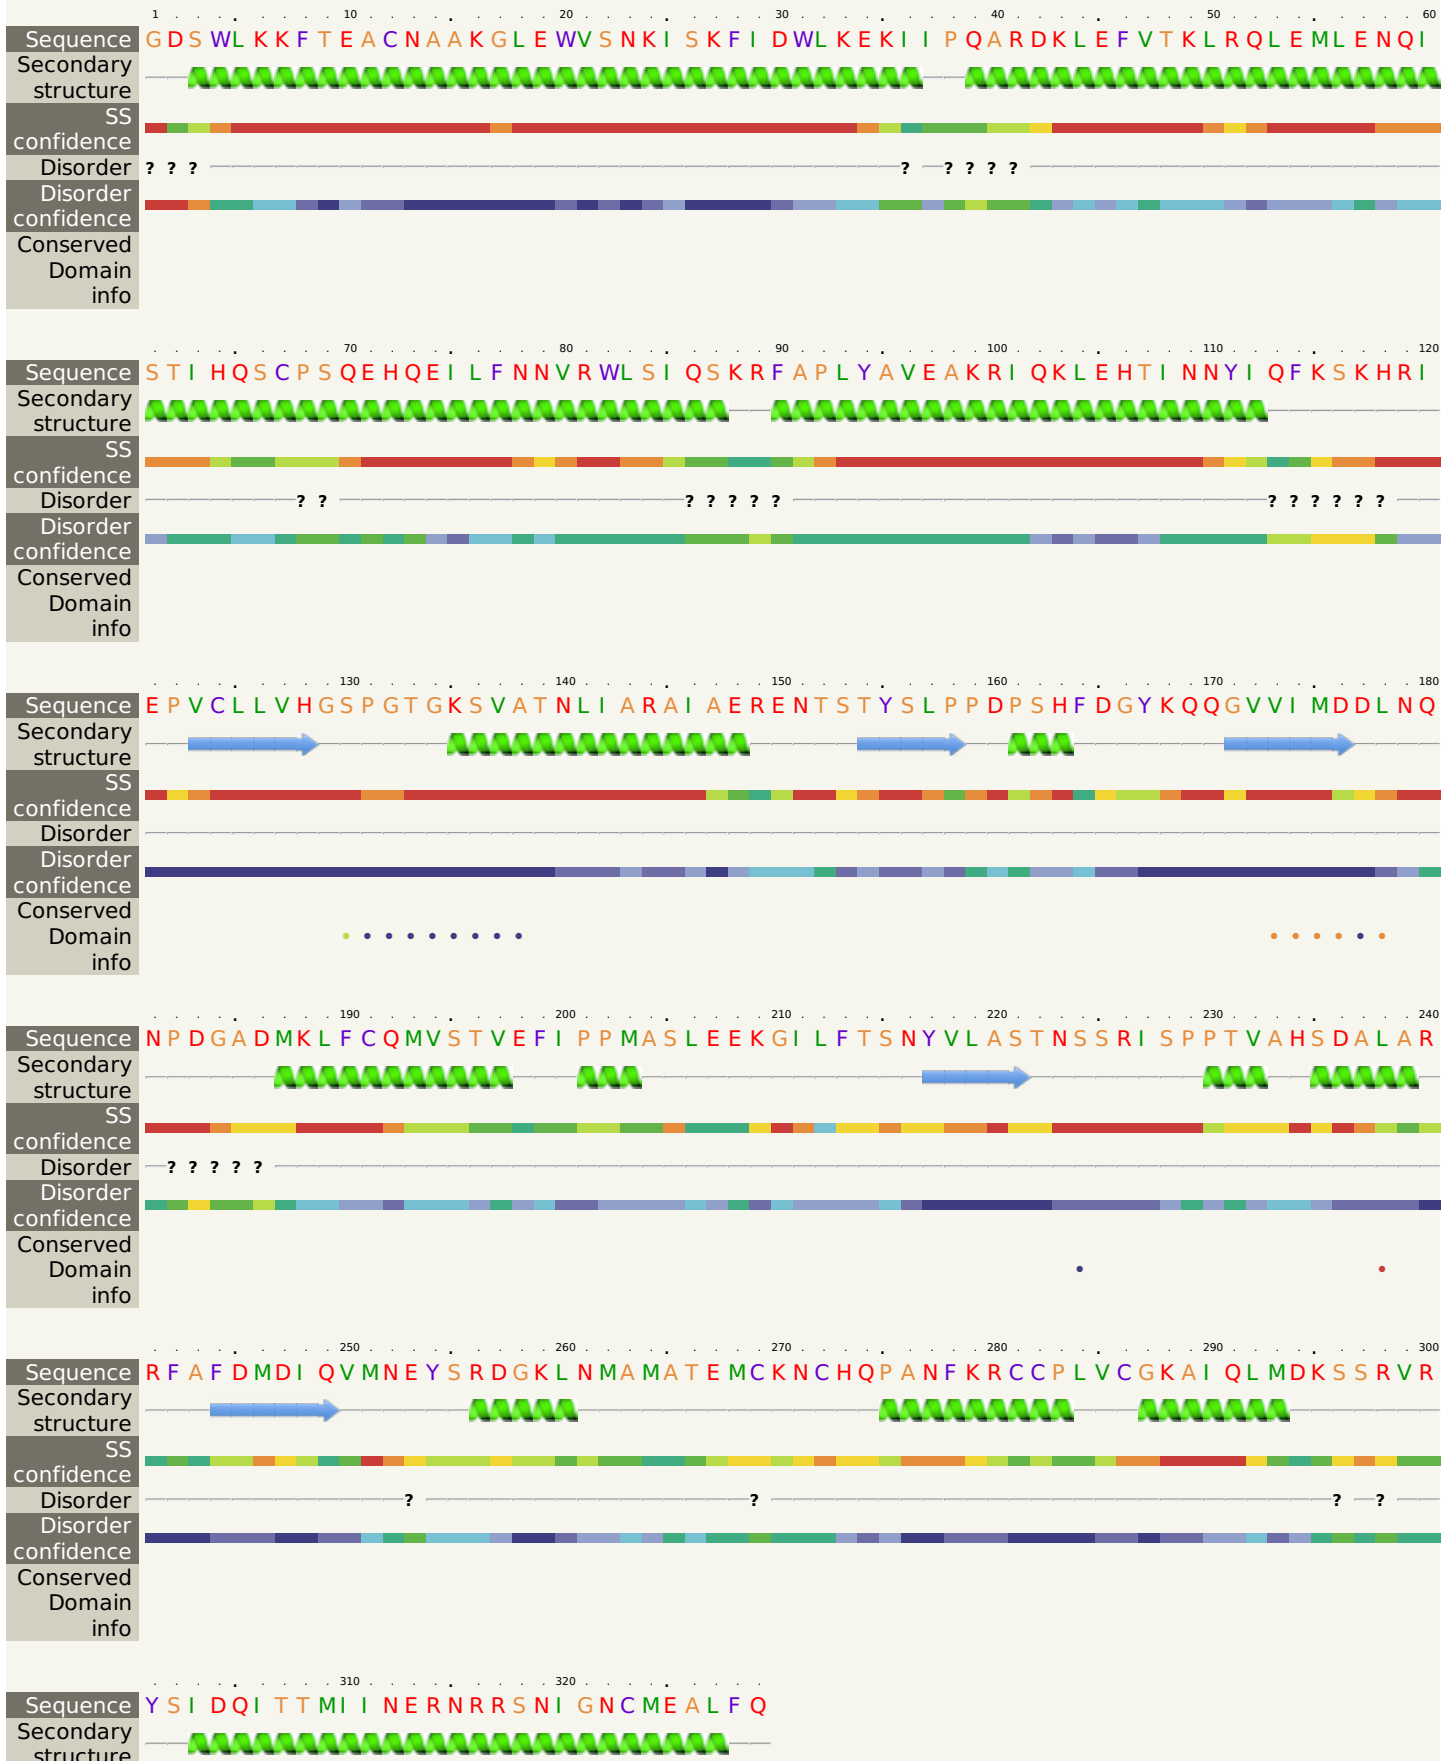 1 10 20 30 40 50 60
Sequence GDSWLKKFTEACNAAKGLEWVSNKISKFIDWLKEKIIPQARDKLEFVTKLRQLEMLENQI
Secondary
structure
SS
confidence
Disorder ? ? ? ? ? ? ? ?
Disorder
confidence
Conserved
Domain
info
70 80 90 100 110 120
Sequence STIHQSCPSQEHQEILFNNVRWLSIQSKRFAPLYAVEAKRIQKLEHTINNYIQFKSKHRI
Secondary
structure
SS
confidence
Disorder ? ? ? ? ? ? ? ? ? ? ? ? ?
Disorder
confidence
Conserved
Domain
info
130 140 150 160 170 180
Sequence EPVCLLVHGSPGTGKSVATNLIARAIAERENTSTYSLPPDPSHFDGYKQQGVVIMDDLNQ
Secondary
structure
SS
confidence
Disorder
Disorder
confidence
Conserved
Domain
info
190 200 210 220 230 240
Sequence NPDGADMKLFCQMVSTVEFIPPMASLEEKGILFTSNYVLASTNSSRISPPTVAHSDALAR
Secondary
structure
SS
confidence
Disorder ? ? ? ? ?
Disorder
confidence
Conserved
Domain
info
250 260 270 280 290 300
Sequence RFAFDMDIQVMNEYSRDGKLNMAMATEMCKNCHQPANFKRCCPLVCGKAIQLMDKSSRVR
Secondary
structure
SS
confidence
Disorder ? ? ? ?
Disorder
confidence
Conserved
Domain
info
310 320
Sequence YSIDQITTMIINERNRRSNIGNCMEALFQ
Secondary
structure